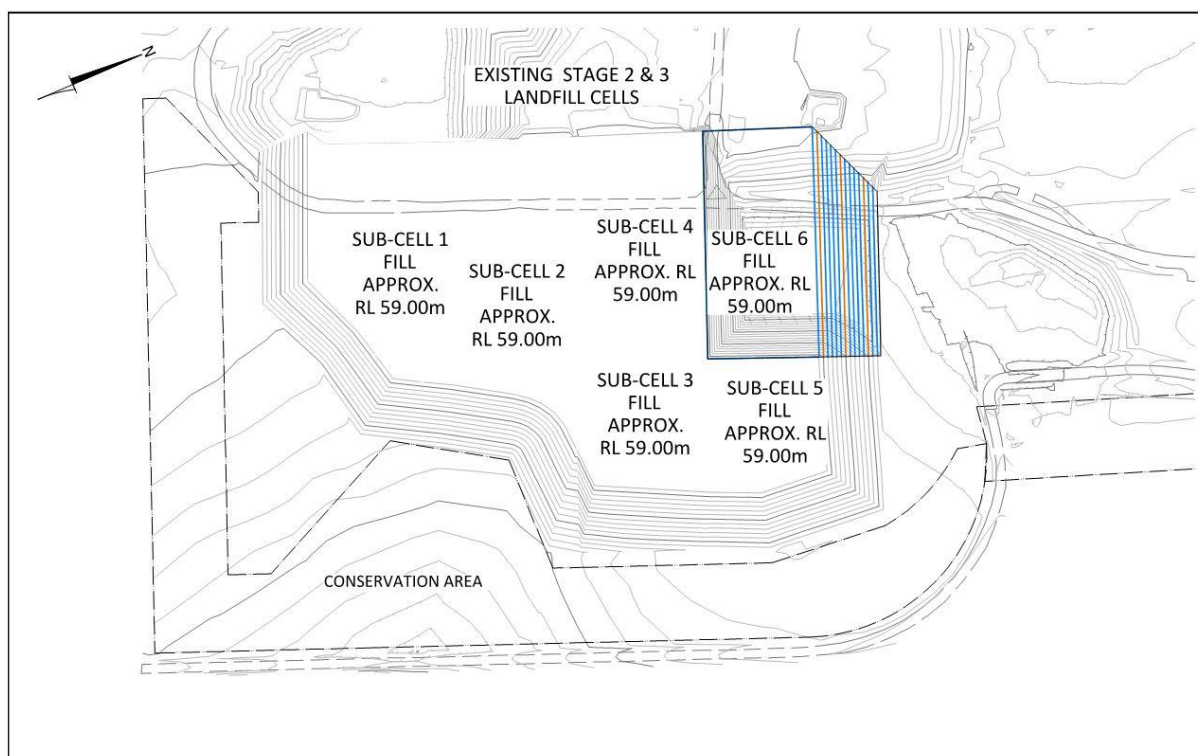 N
EXISTING STAGE 2 & 3
LANDFILL CELLS
SUB-CELL 1
FILL
APPROX.
RL 59.00m
SUB-CELL 2
FILL
APPROX.
RL 59.00m
SUB-CELL 4
FILL
APPROX. RL
59.00m
SUB-CELL 6
FILL
APPROX. RL
59.00m
SUB-CELL 3
FILL
APPROX.
RL 59.00m
SUB-CELL 5
FILL
APPROX. RL
59.00m
CONSERVATION AREA